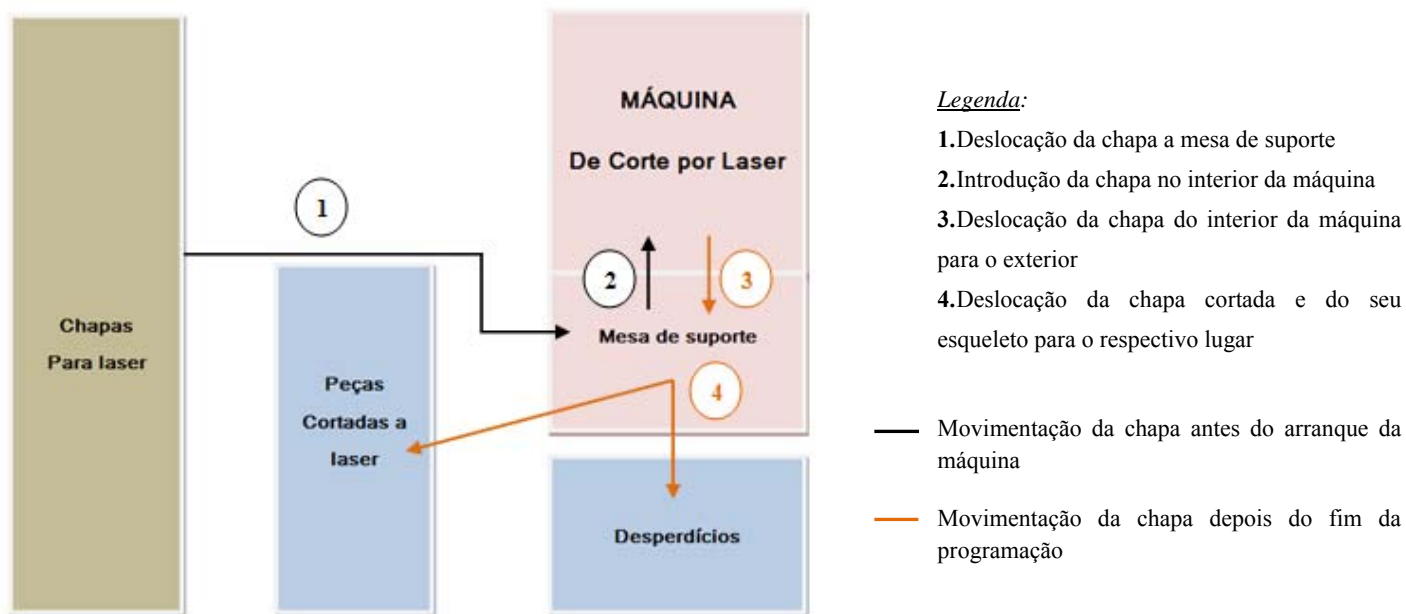 Chapas
Para laser
1
Peças
Cortadas a
laser
MÁQUINA
De Corte por Laser
2
3
Mesa de suporte
4
Desperdícios
Legenda:
1.Deslocação da chapa a mesa de suporte
2.Introdução da chapa no interior da máquina
3.Deslocação da chapa do interior da máquina
para o exterior
4.Deslocação da chapa cortada e do seu
esqueleto para o respectivo lugar
Movimentação da chapa antes do arranque da
máquina
Movimentação da chapa depois do fim da
programação